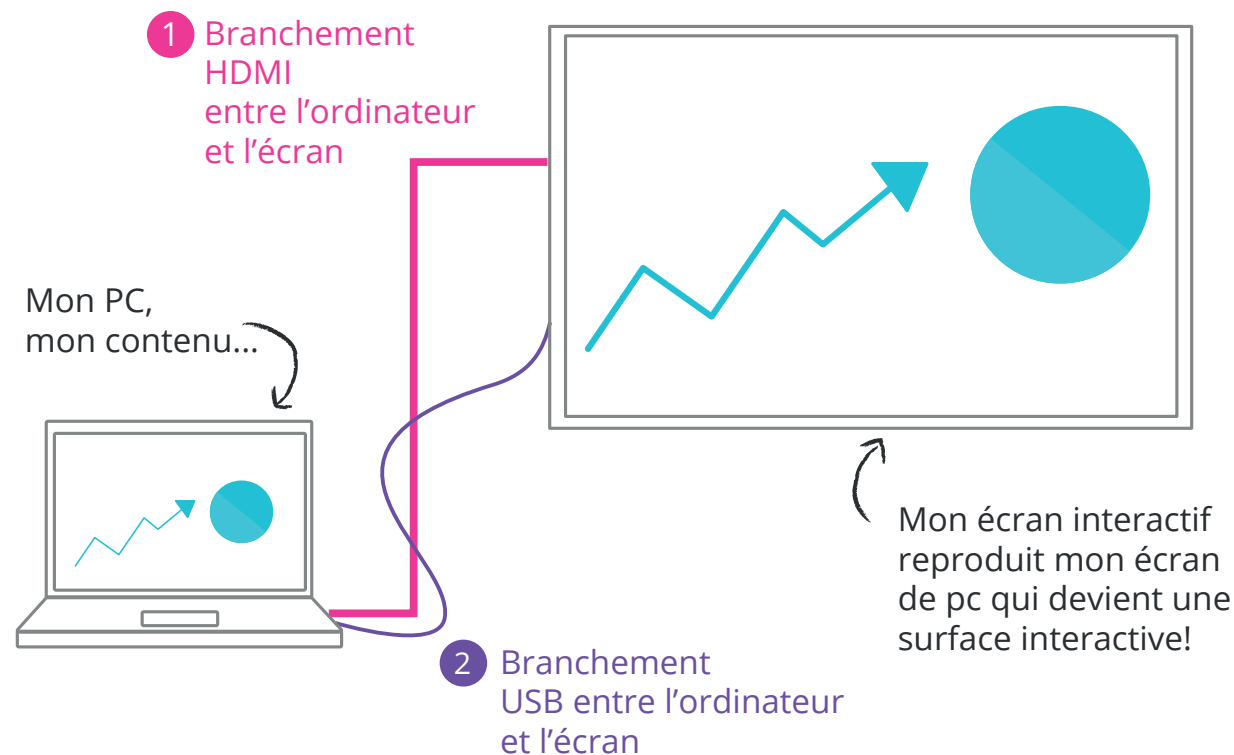 1 Branchement
HDMI
entre l’ordinateur
et l’écran
Mon PC,
mon contenu...
Mon écran interactif
reproduit mon écran
de pc qui devient une
surface interactive!
2 Branchement
USB entre l’ordinateur
et l’écran